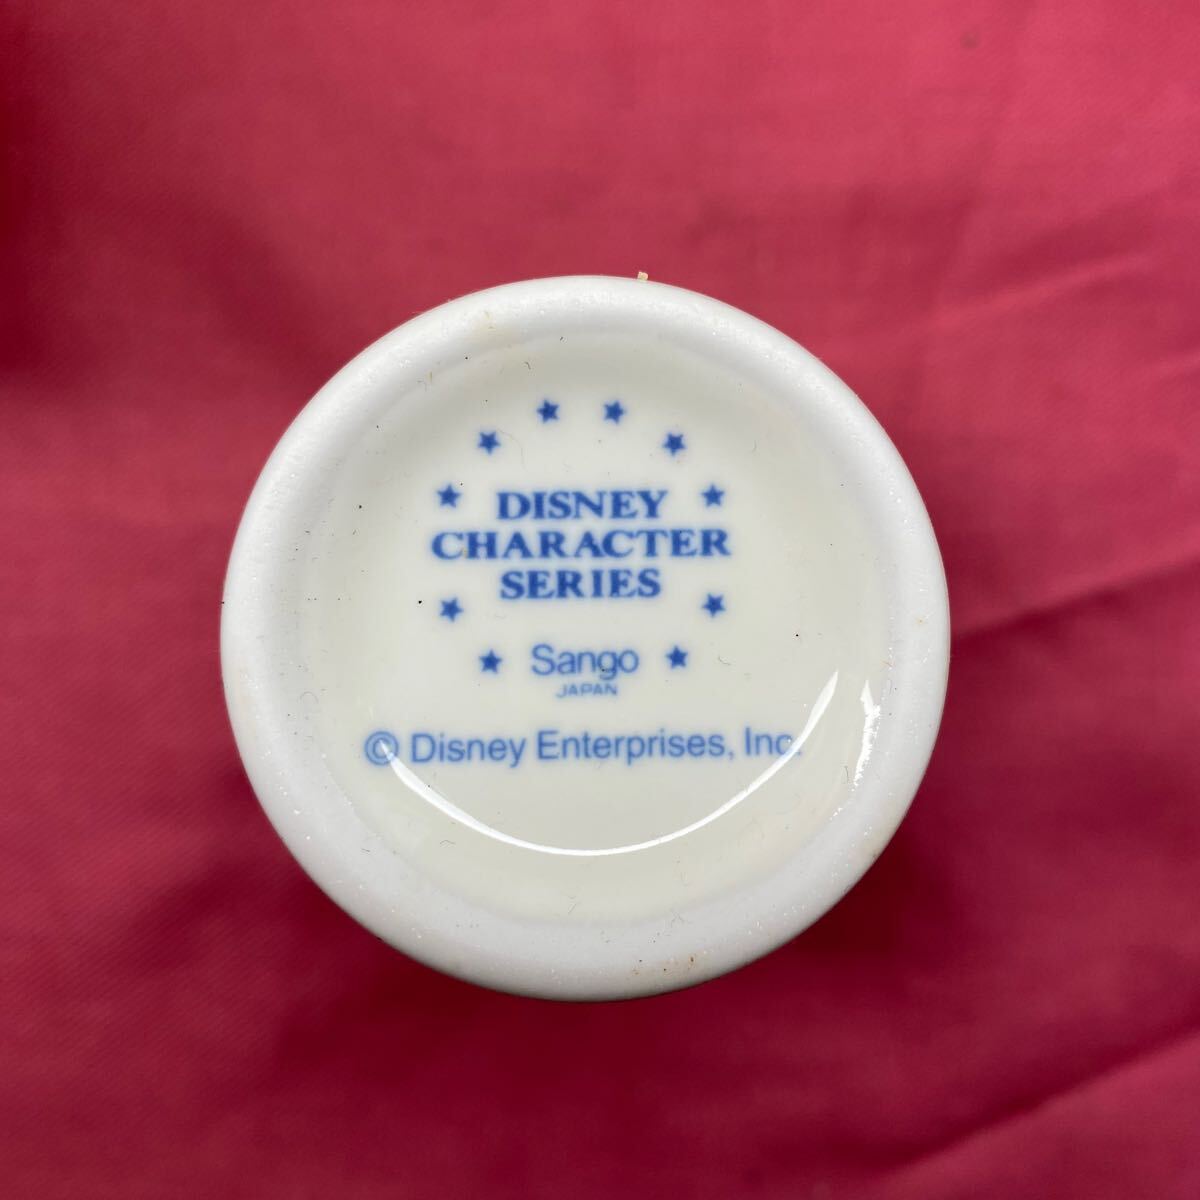 DISNEY
CHARACTER
SERIES
Sango
JAPAN
© Disney Enterprises, Inc.